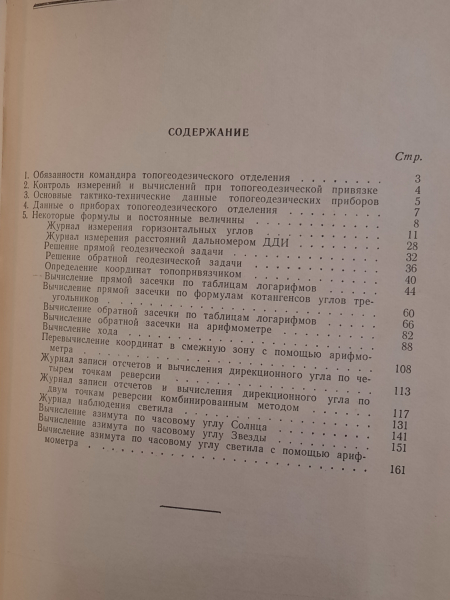 СОДЕРЖАНИЕ
Стр.
1. Обязанности командира топогеодезического отделения 3
2. Контроль измерений и вычислений при топогеодезической привязке 4
3. Основные тактико-технические данные топогеодезических приборов 5
4. Данные о приборах топогеодезического отделения 7
5. Некоторые формулы и постоянные величины 8
Журнал измерения горизонтальных углов 11
Журнал измерения расстояний дальномером ДДИ 28
Решение прямой геодезической задачи 32
Решение обратной геодезической задачи 36
Определение координат топопривязчиком 40
Вычисление прямой засечки по таблицам логарифмов 44
Вычисление прямой засечки по формулам котангенсов углов тре-
угольников 60
Вычисление обратной засечки по таблицам логарифмов 66
Вычисление обратной засечки на арифмометре 82
Вычисление хода 88
Перевычисление координат в смежную зону с помощью арифмо-
метра 108
Журнал записи отсчетов и вычисления дирекционного угла по че-
тырем точкам реверсии 113
Журнал записи отсчетов и вычисления дирекционного угла по
двум точкам реверсии комбинированным методом 117
Журнал наблюдения светила 131
Вычисление азимута по часовому углу Солнца 141
Вычисление азимута по часовому углу Звезды 151
Вычисление азимута по часовому углу светила с помощью ариф-
мометра 161